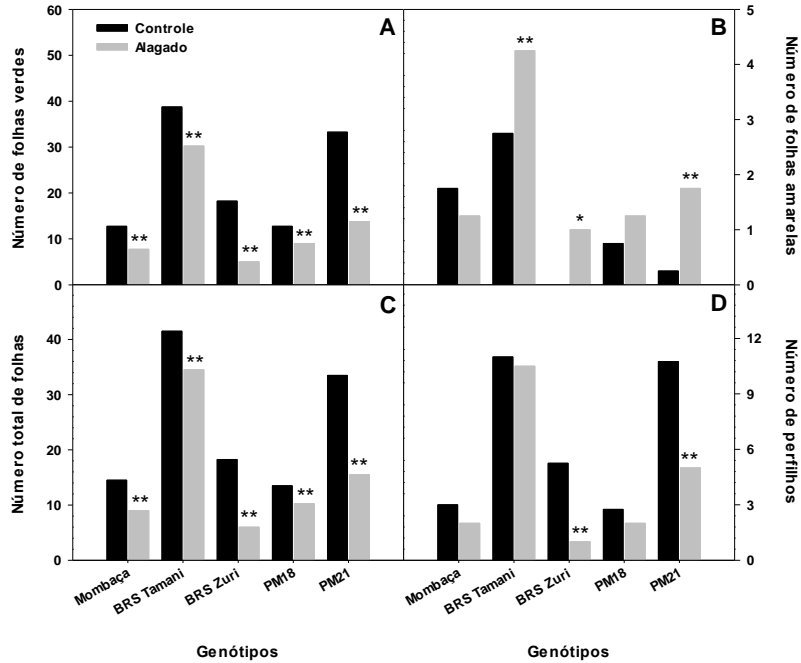 A
Controle
Alagado
Número de folhas verdes
60
50
40
30
20
10
0
**
**
**
**
**
B
Número de folhas amarelas
5
4
3
2
1
0
**
*
**
C
Número total de folhas
40
30
20
10
0
**
**
**
**
**
Mombaça
BRS Tamani
BRS Zuri
PM18
PM21
Genótipos
D
Número de perfilhos
12
9
6
3
0
**
**
Mombaça
BRS Tamani
BRS Zuri
PM18
PM21
Genótipos